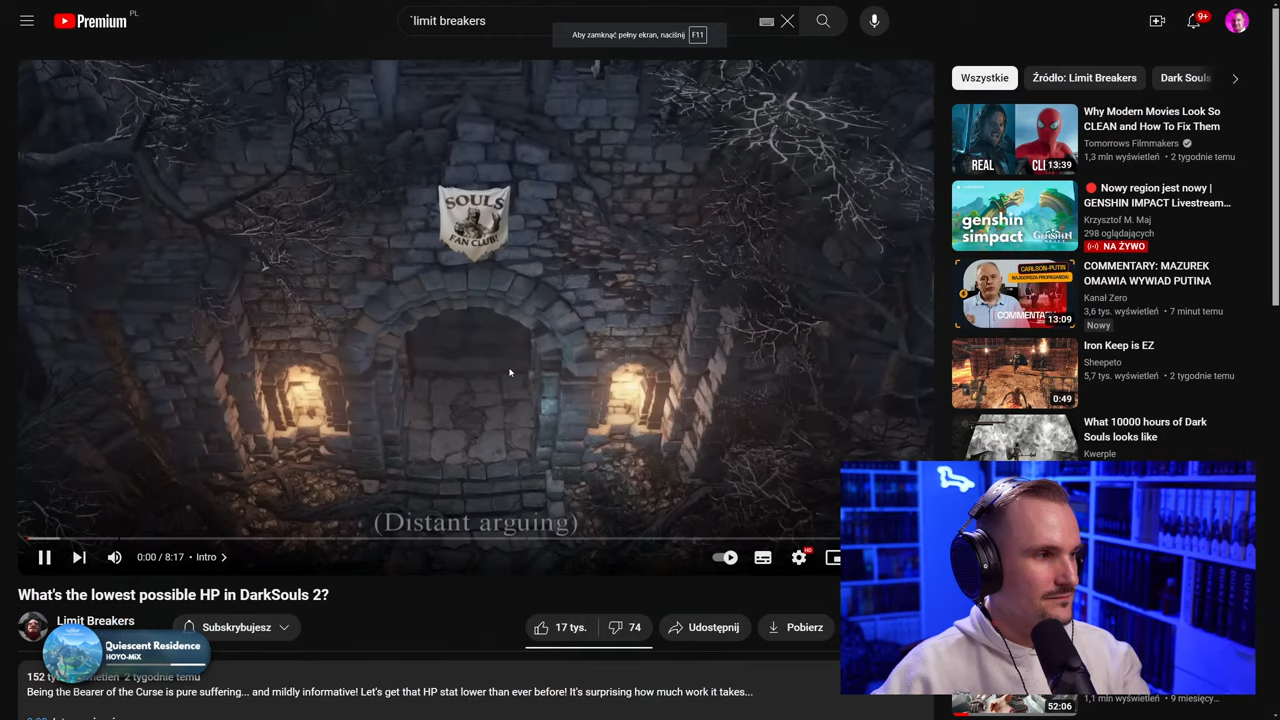 Premium PL
`limit breakers
Aby zamknąć pełny ekran, naciśnij F11
9+
SOULS
FAN CLUB!
(Distant arguing)
0:00 / 8:17 • Intro
HD
What's the lowest possible HP in DarkSouls 2?
Limit Breakers
Subskrybujesz
17 tys.
74
Udostępnij
Pobierz
Quiescent Residence
HOYO-MiX
2 tygodnie temu
Being the Bearer of the Curse is pure suffering... and mildly informative! Let's get that HP stat lower than ever before! It's surprising how much work it takes...
Wszystkie
Źródło: Limit Breakers
Dark Souls
REAL
13:39
Why Modern Movies Look So
CLEAN and How To Fix Them
Tomorrows Filmmakers
1,3 mln wyświetleń • 2 tygodnie temu
genshin
simpact
Nowy region jest nowy |
GENSHIN IMPACT Livestream...
Krzysztof M. Maj
298 oglądających
NA ŻYWO
CARLSON-PUTIN
13:09
COMMENTARY: MAZUREK
OMAWIA WYWIAD PUTINA
Kanał Zero
3,6 tys. wyświetleń • 7 minut temu
Nowy
0:49
Iron Keep is EZ
Sheepeto
5,7 tys. wyświetleń • 2 tygodnie temu
What 10000 hours of Dark
Souls looks like
Kwerple
52:06
1,1 mln wyświetleń • 9 miesięcy...